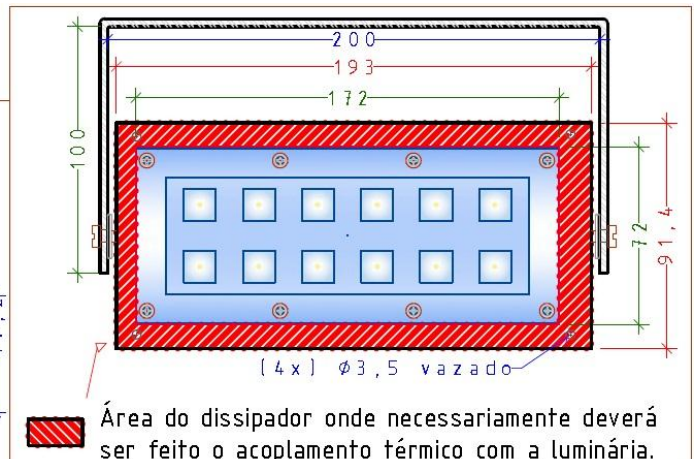 200
193
172
100
72
91,4
(4x) Ø3,5 vazado
Área do dissipador onde necessariamente deverá
ser feito o acoplamento térmico com a luminária.